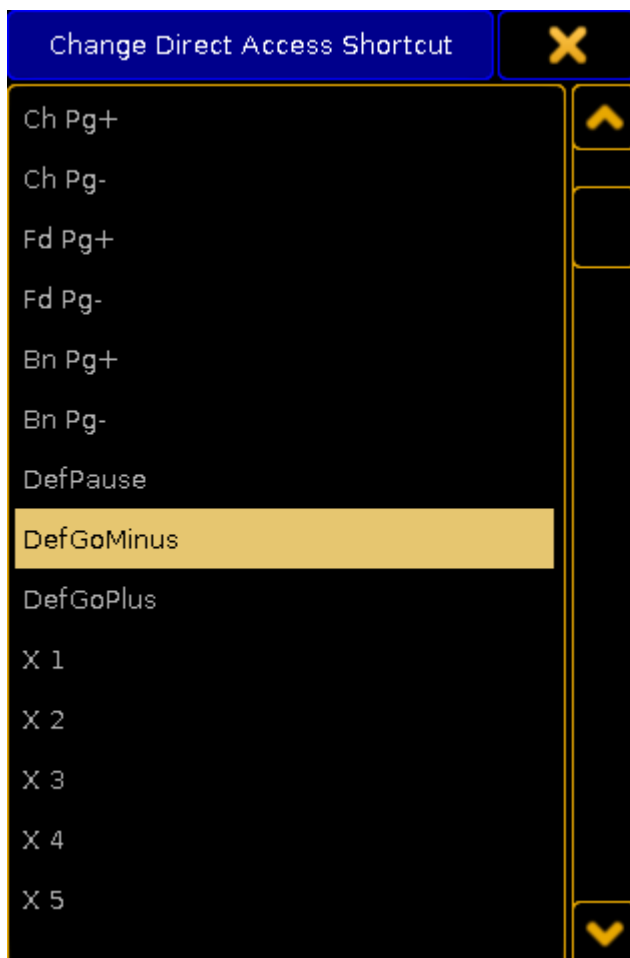 Change Direct Access Shortcut
Ch Pg+
Ch Pg-
Fd Pg+
Fd Pg-
Bn Pg+
Bn Pg-
DefPause
DefGoMinus
DefGoPlus
X 1
X 2
X 3
X 4
X 5